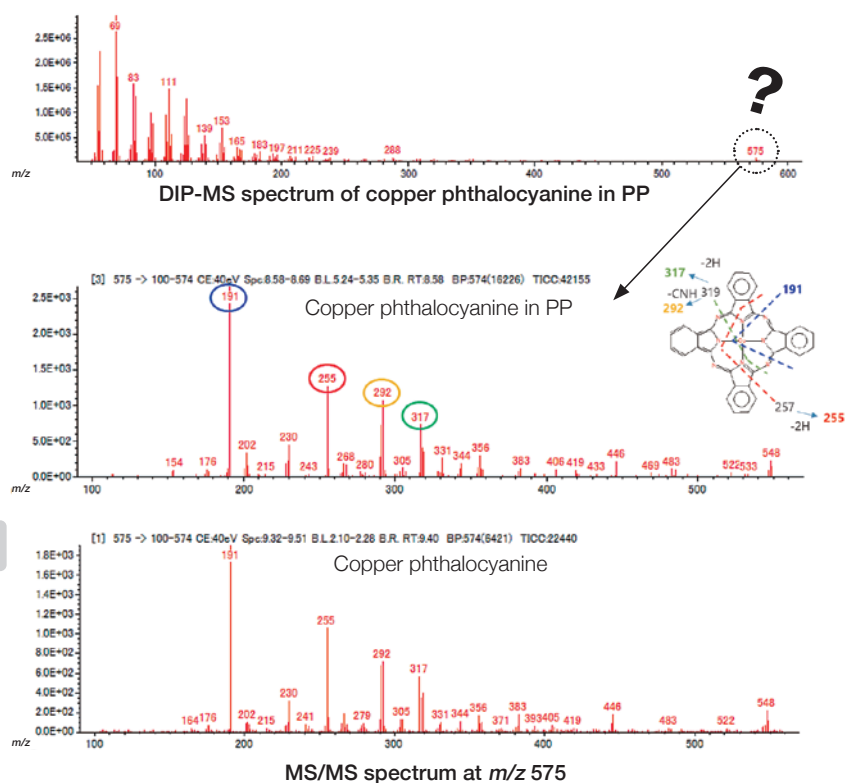 2.5E+06
2.0E+06
1.5E+06
1.0E+06
5.0E+05
69
83
111
139
153
165
183
197
211
225
239
288
?
575
m/z
100
200
300
400
500
600
DIP-MS spectrum of copper phthalocyanine in PP
[3] 575 -> 100-574 CE:40eV Spc:8.58-8.69 B.L.5.24-5.35 B.R. RT:8.58 BP:574(16226) TICC:42155
Copper phthalocyanine in PP
2.5E+03
2.0E+03
1.5E+03
1.0E+03
5.0E+02
0.0E+00
154
176
191
202
215
230
243
255
268
280
292
305
317
331
344
356
383
406
419
433
446
469
483
522
533
548
m/z
100
200
300
400
500
-2H
317
-CNH 319
292
191
257
255
-2H
[1] 575 -> 100-574 CE:40eV Spc:9.32-9.51 B.L.2.10-2.28 B.R. RT:9.40 BP:574(6421) TICC:22440
Copper phthalocyanine
1.8E+03
1.6E+03
1.4E+03
1.2E+03
1.0E+03
8.0E+02
6.0E+02
4.0E+02
2.0E+02
0.0E+00
164
176
191
202
215
230
241
255
279
292
305
317
331
344
356
371
383
393
405
419
446
483
522
548
m/z
100
200
300
400
500
MS/MS spectrum at m/z 575